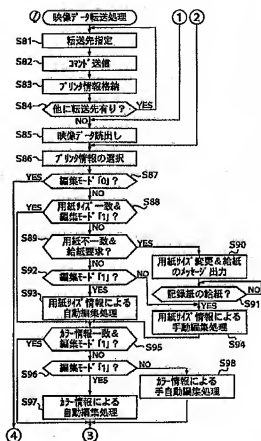 ① ②
映像データ転送処理
S81
転送先指定
S82
コマンド送信
S83
プリンタ情報格納
S84
他に転送先有り？ YES
NO
S85
映像データ読出し
S86
プリンタ情報の選択
S87
YES 編集モード「0」？
NO
S88
YES 用紙サイズ一致＆
編集モード「1」？
NO
S89
用紙不一致＆
給紙要求？ YES
S90
用紙サイズ変更＆給紙
のメッセージ出力
NO
S92
編集モード「1」？ NO
YES
記録紙の給紙？ NO
S91
YES
S93
用紙サイズ情報による
自動編集処理
用紙サイズ情報による
手動編集処理
S94
YES カラー情報一致＆
編集モード「1」？
S95
NO
S96
編集モード「1」？ NO
YES
S98
カラー情報による
手自動編集処理
S97
カラー情報による
自動編集処理
④ ③